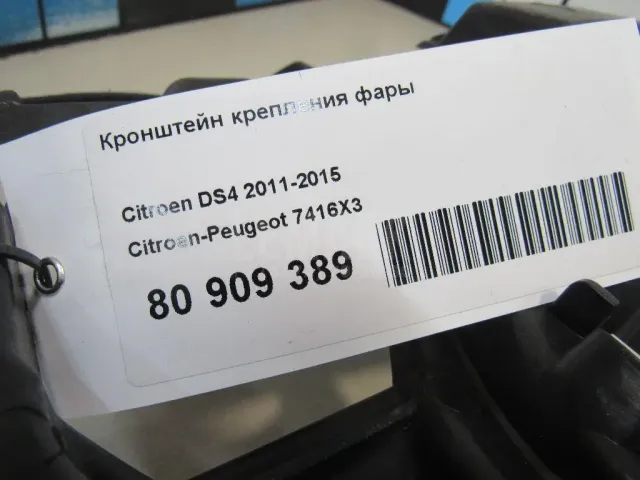 Кронштейн крепления фары
Citroen DS4 2011-2015
Citroen-Peugeot 7416X3
80 909 389